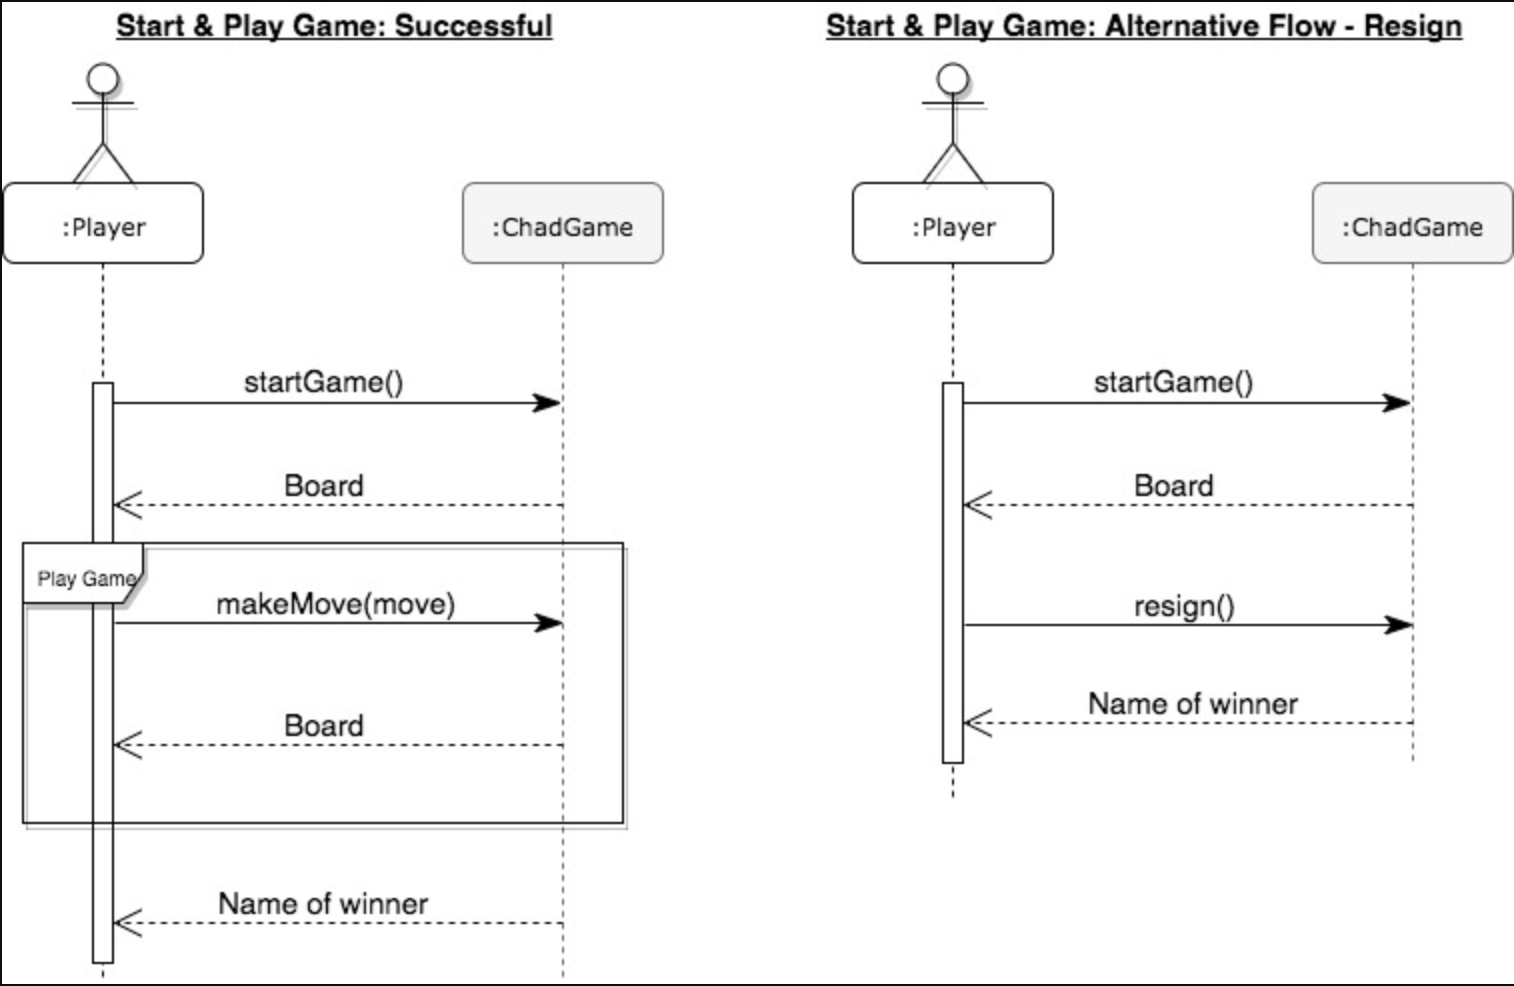 Start & Play Game: Successful
:Player
:ChadGame
startGame()
Board
Play Game
makeMove(move)
Board
Name of winner
Start & Play Game: Alternative Flow - Resign
:Player
:ChadGame
startGame()
Board
resign()
Name of winner